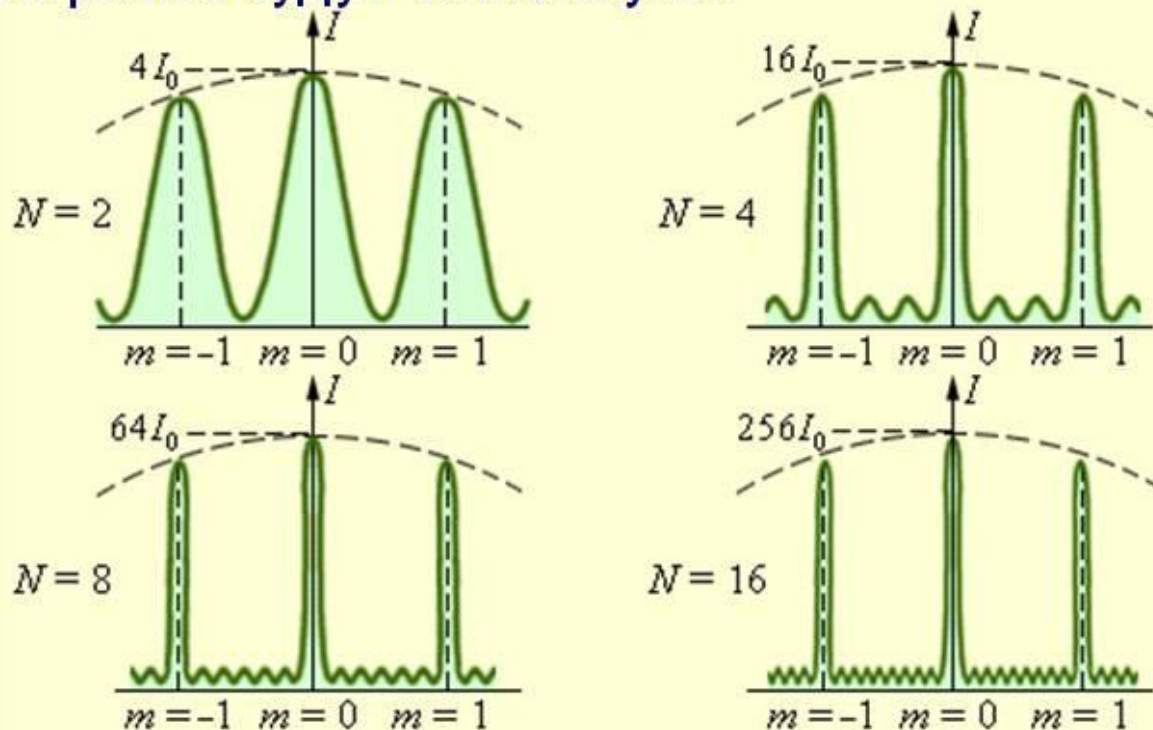 I
4I₀
N = 2
m = -1 m = 0 m = 1
I
16I₀
N = 4
m = -1 m = 0 m = 1
I
64I₀
N = 8
m = -1 m = 0 m = 1
I
256I₀
N = 16
m = -1 m = 0 m = 1